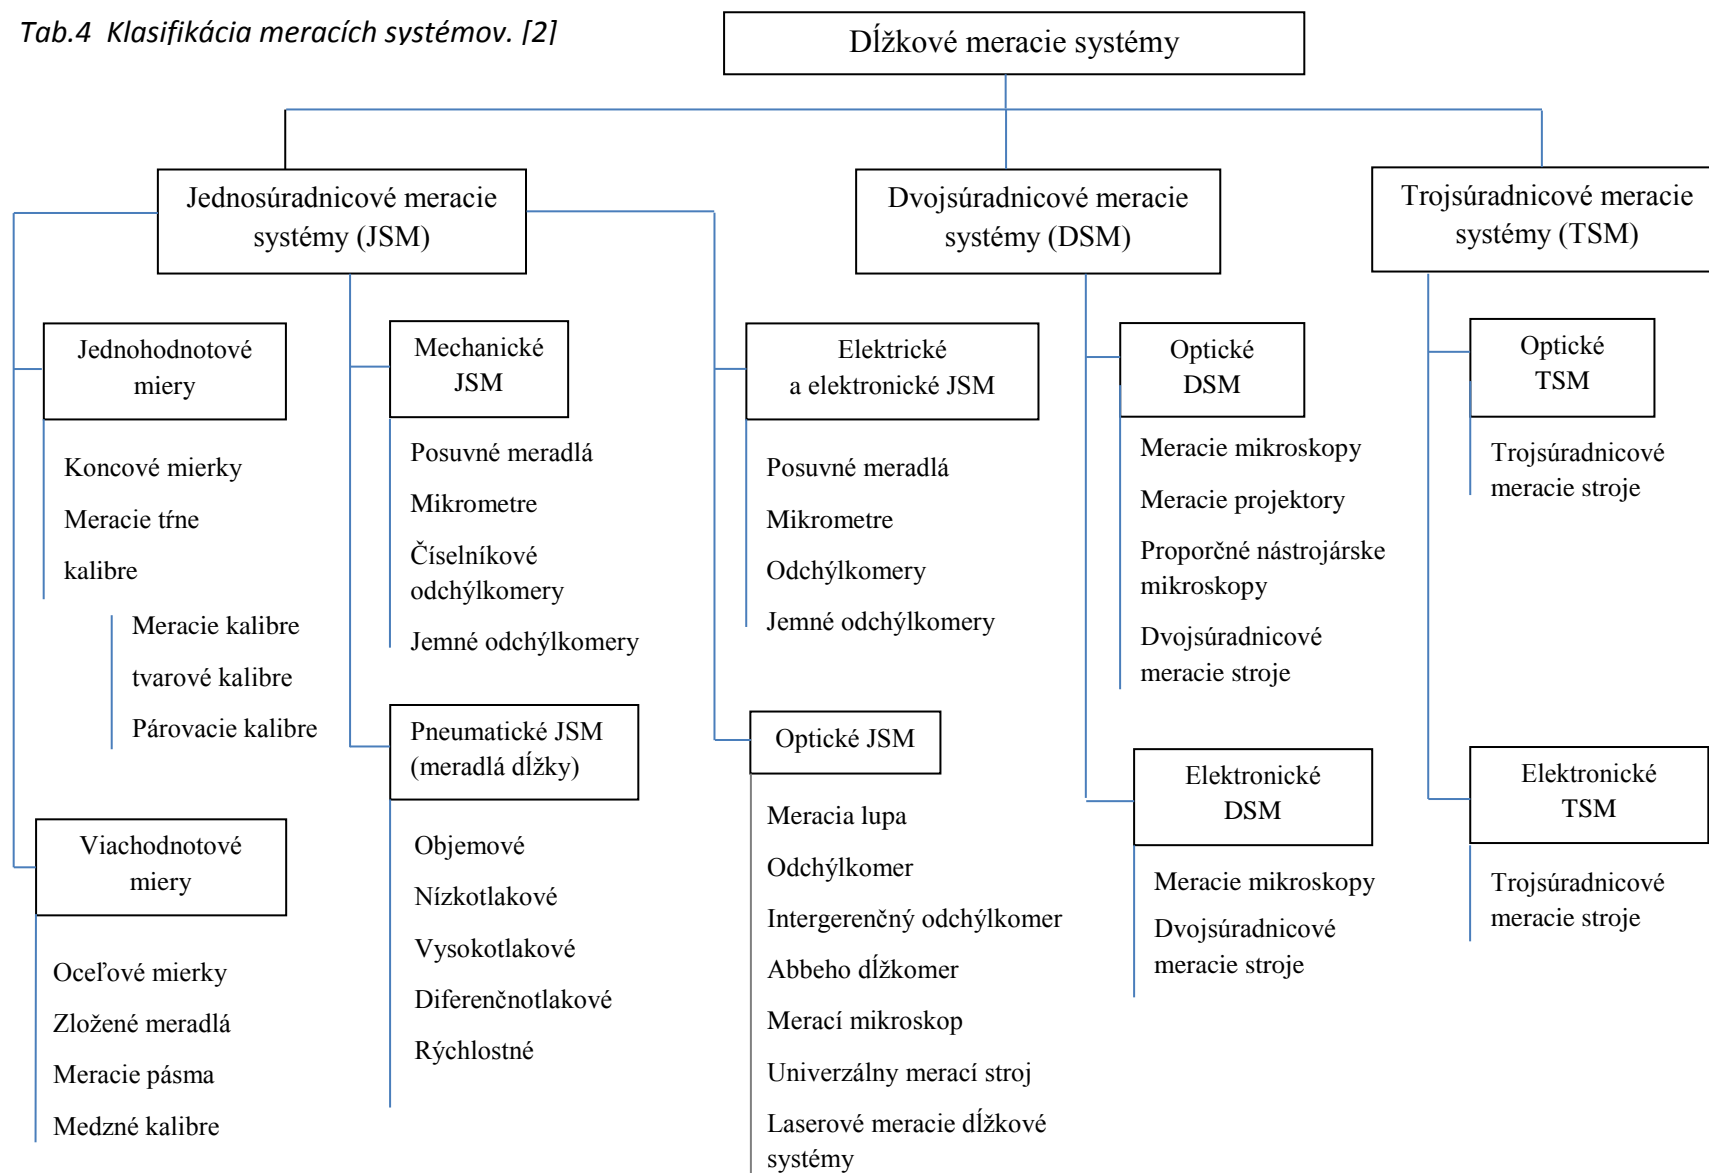 Tab.4 Klasifikácia meracích systémov. [2]
Dĺžkové meracie systémy
Jednosúradnicové meracie
systémy (JSM)
Dvojsúradnicové meracie
systémy (DSM)
Trojsúradnicové meracie
systémy (TSM)
Jednohodnotové
miery
Koncové mierky
Meracie tŕne
kalibre
Meracie kalibre
tvarové kalibre
Párovacie kalibre
Viachodnotové
miery
Oceľové mierky
Zložené meradlá
Meracie pásma
Medzné kalibre
Mechanické
JSM
Posuvné meradlá
Mikrometre
Číselníkové
odchýlkomery
Jemné odchýlkomery
Pneumatické JSM
(meradlá dĺžky)
Objemové
Nízkotlakové
Vysokotlakové
Diferenčnotlakové
Rýchlostné
Elektrické
a elektronické JSM
Posuvné meradlá
Mikrometre
Odchýlkomery
Jemné odchýlkomery
Optické JSM
Meracia lupa
Odchýlkomer
Intergerenčný odchýlkomer
Abbeho dĺžkomer
Merací mikroskop
Univerzálny merací stroj
Laserové meracie dĺžkové
systémy
Optické
DSM
Meracie mikroskopy
Meracie projektory
Proporčné nástrojárske
mikroskopy
Dvojsúradnicové
meracie stroje
Elektronické
DSM
Meracie mikroskopy
Dvojsúradnicové
meracie stroje
Optické
TSM
Trojsúradnicové
meracie stroje
Elektronické
TSM
Trojsúradnicové
meracie stroje